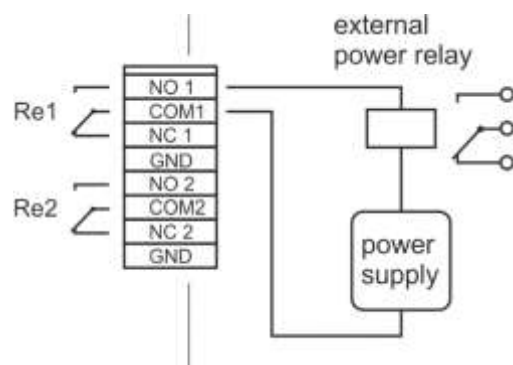 external
power relay
Re1
NO 1
COM1
NC 1
GND
Re2
NO 2
COM2
NC 2
GND
power
supply